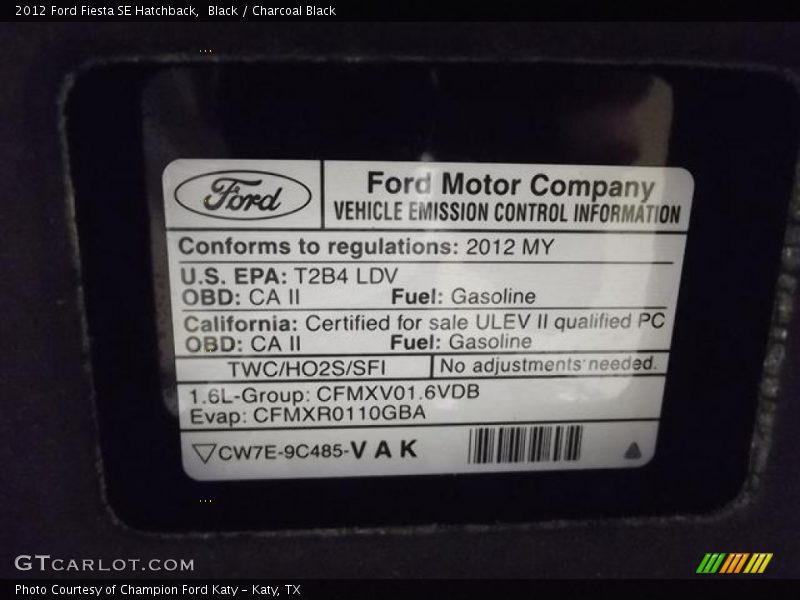 2012 Ford Fiesta SE Hatchback,  Black / Charcoal Black
Ford
Ford Motor Company
VEHICLE EMISSION CONTROL INFORMATION
Conforms to regulations: 2012 MY
U.S. EPA: T2B4 LDV
OBD: CA II Fuel: Gasoline
California: Certified for sale ULEV II qualified PC
OBD: CA II Fuel: Gasoline
TWC/HO2S/SFI No adjustments needed.
1.6L-Group: CFMXV01.6VDB
Evap: CFMXR0110GBA
CW7E-9C485-VAK
GTCARLOT.COM
Photo Courtesy of Champion Ford Katy – Katy, TX